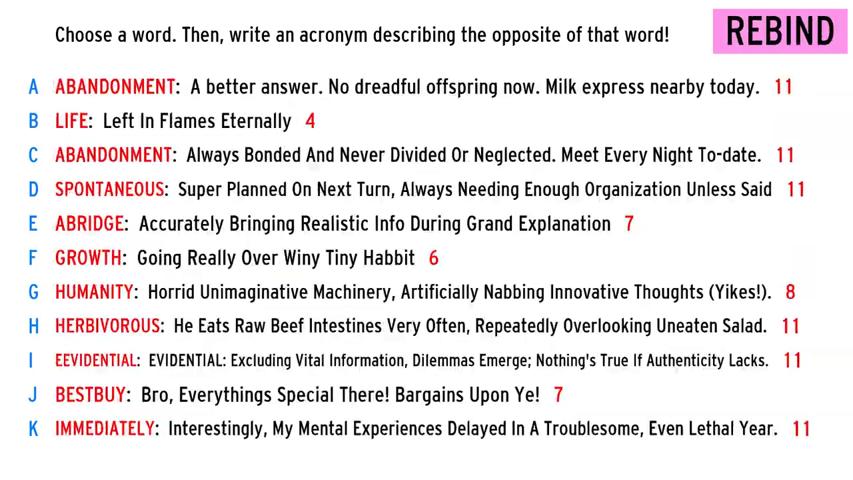 Choose a word. Then, write an acronym describing the opposite of that word! REBIND
A ABANDONMENT: A better answer. No dreadful offspring now. Milk express nearby today. 11
B LIFE: Left In Flames Eternally 4
C ABANDONMENT: Always Bonded And Never Divided Or Neglected. Meet Every Night To-date. 11
D SPONTANEOUS: Super Planned On Next Turn, Always Needing Enough Organization Unless Said 11
E ABRIDGE: Accurately Bringing Realistic Info During Grand Explanation 7
F GROWTH: Going Really Over Winy Tiny Habbit 6
G HUMANITY: Horrid Unimaginative Machinery, Artificially Nabbing Innovative Thoughts (Yikes!). 8
H HERBIVOROUS: He Eats Raw Beef Intestines Very Often, Repeatedly Overlooking Uneaten Salad. 11
I EEVIDENTIAL: EVIDENTIAL: Excluding Vital Information, Dilemmas Emerge; Nothing's True If Authenticity Lacks. 11
J BESTBUY: Bro, Everythings Special There! Bargains Upon Ye! 7
K IMMEDIATELY: Interestingly, My Mental Experiences Delayed In A Troublesome, Even Lethal Year. 11